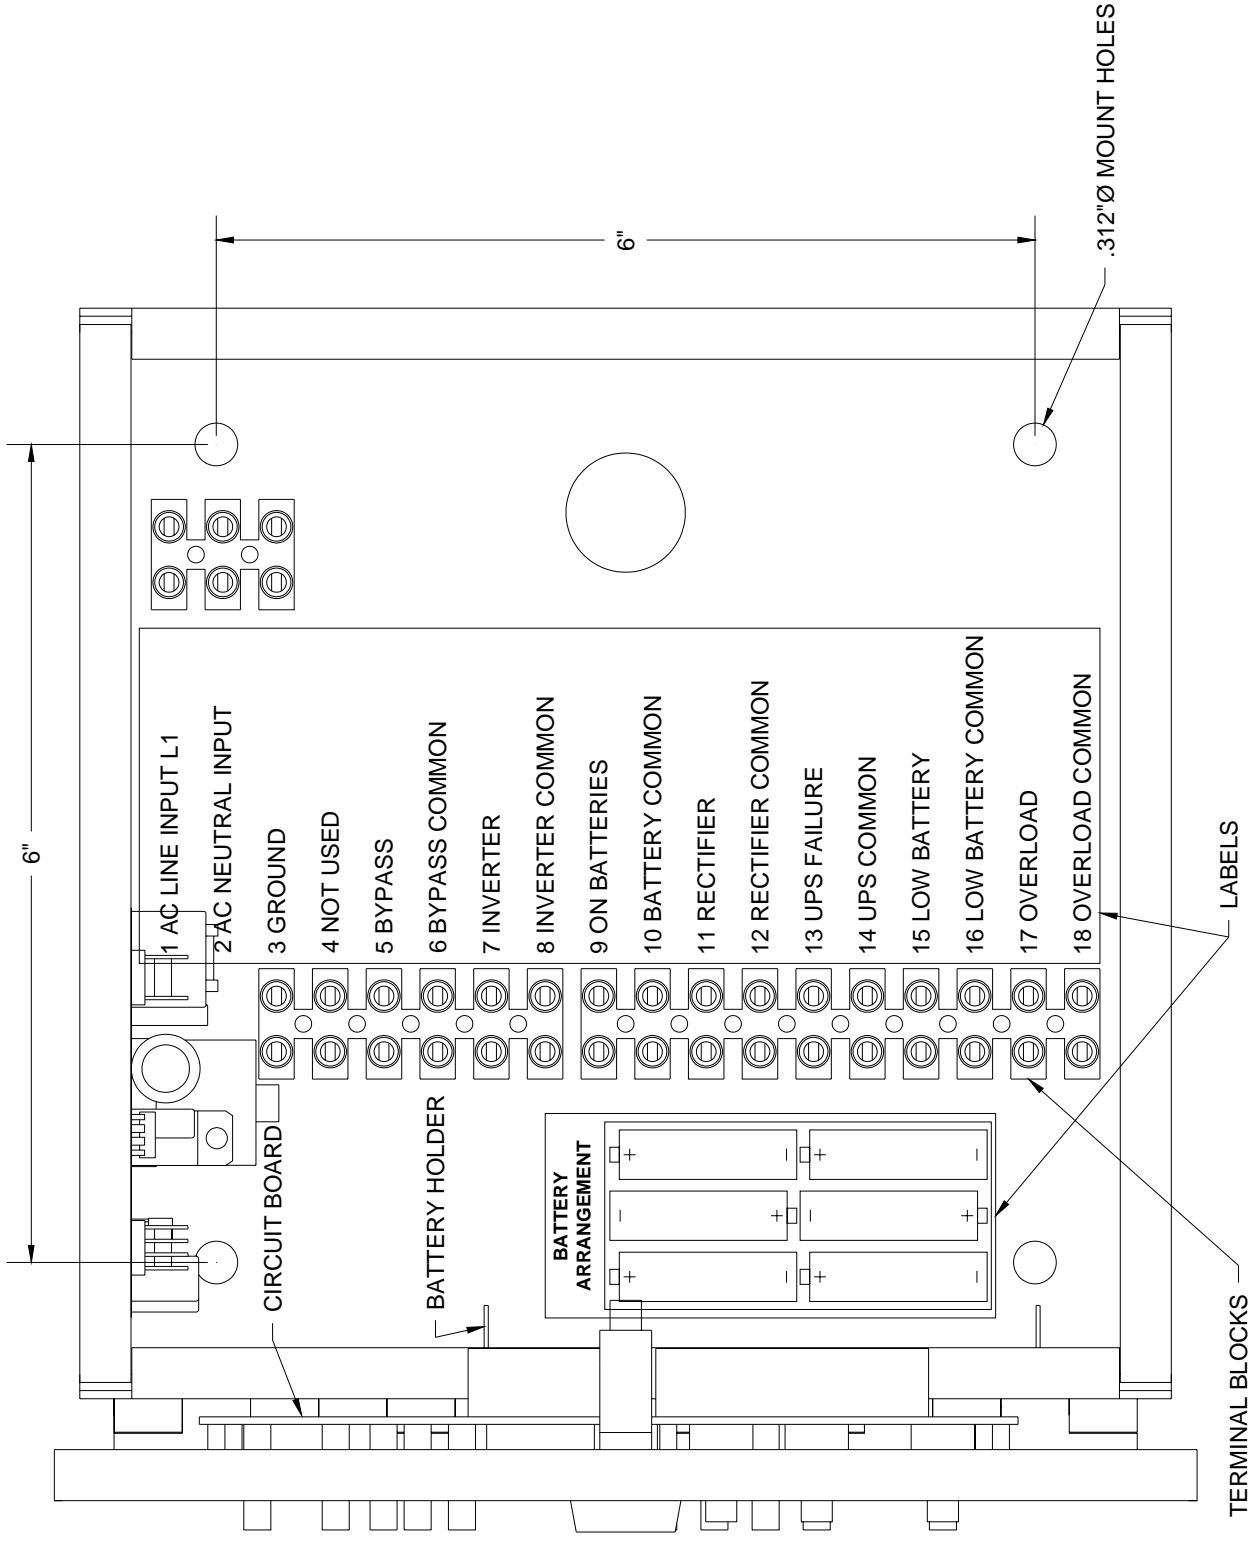 6"
6"
.312"Ø MOUNT HOLES
1 AC LINE INPUT L1
2 AC NEUTRAL INPUT
3 GROUND
4 NOT USED
5 BYPASS
6 BYPASS COMMON
7 INVERTER
8 INVERTER COMMON
9 ON BATTERIES
10 BATTERY COMMON
11 RECTIFIER
12 RECTIFIER COMMON
13 UPS FAILURE
14 UPS COMMON
15 LOW BATTERY
16 LOW BATTERY COMMON
17 OVERLOAD
18 OVERLOAD COMMON
CIRCUIT BOARD
BATTERY HOLDER
BATTERY
ARRANGEMENT
+ - + -
- + - +
+ - + -
LABELS
TERMINAL BLOCKS